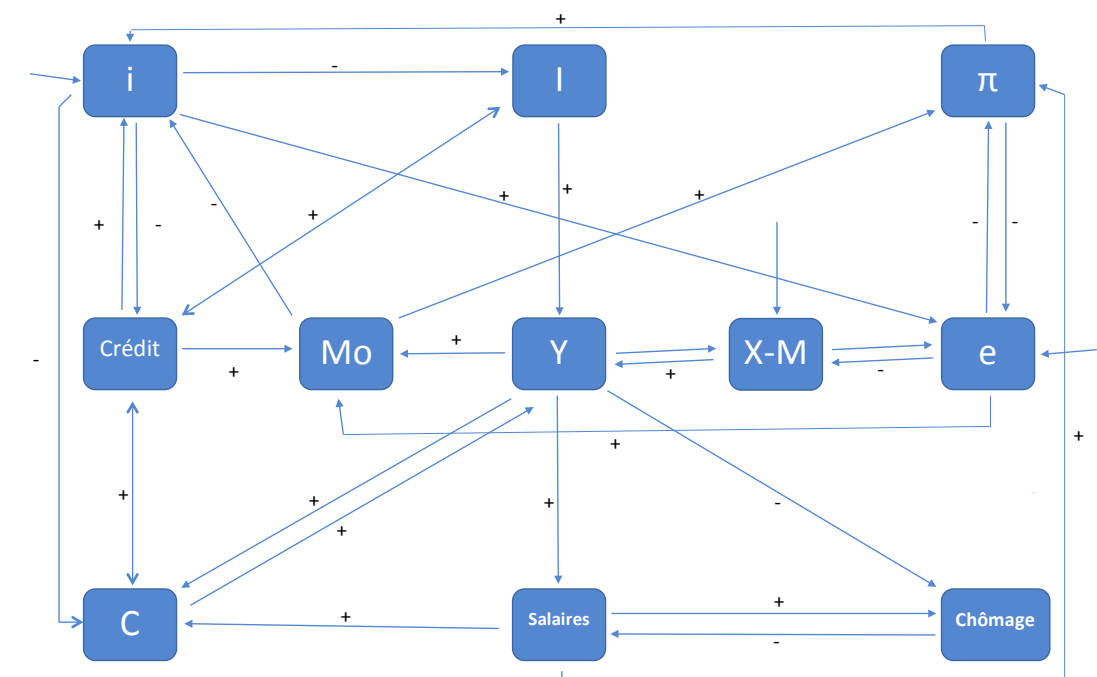 +
i
-
I
π
+
-
-
+
+
+
+
-
-
Crédit
Mo
Y
X-M
e
+
+
+
-
-
+
+
+
+
+
-
+
C
+
Salaires
+
-
Chômage